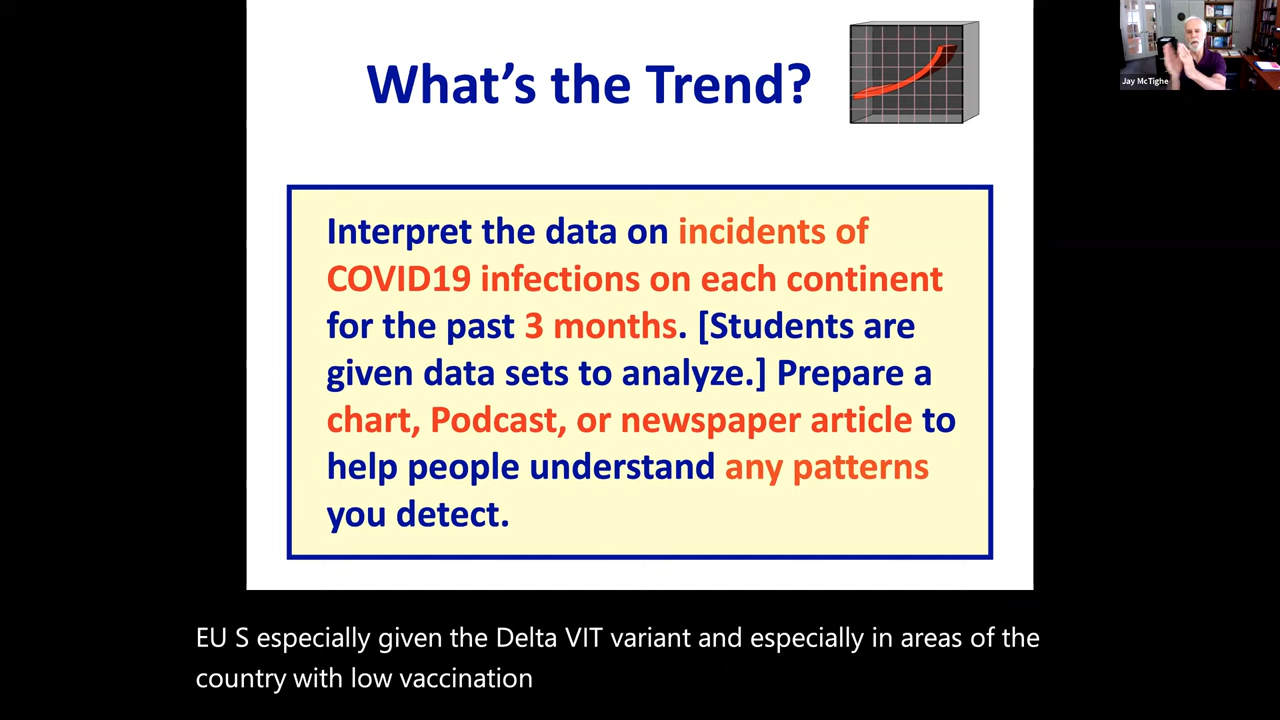 What's the Trend?
Jay McTighe
Interpret the data on incidents of
COVID19 infections on each continent
for the past 3 months. [Students are
given data sets to analyze.] Prepare a
chart, Podcast, or newspaper article to
help people understand any patterns
you detect.
EU S especially given the Delta VIT variant and especially in areas of the
country with low vaccination